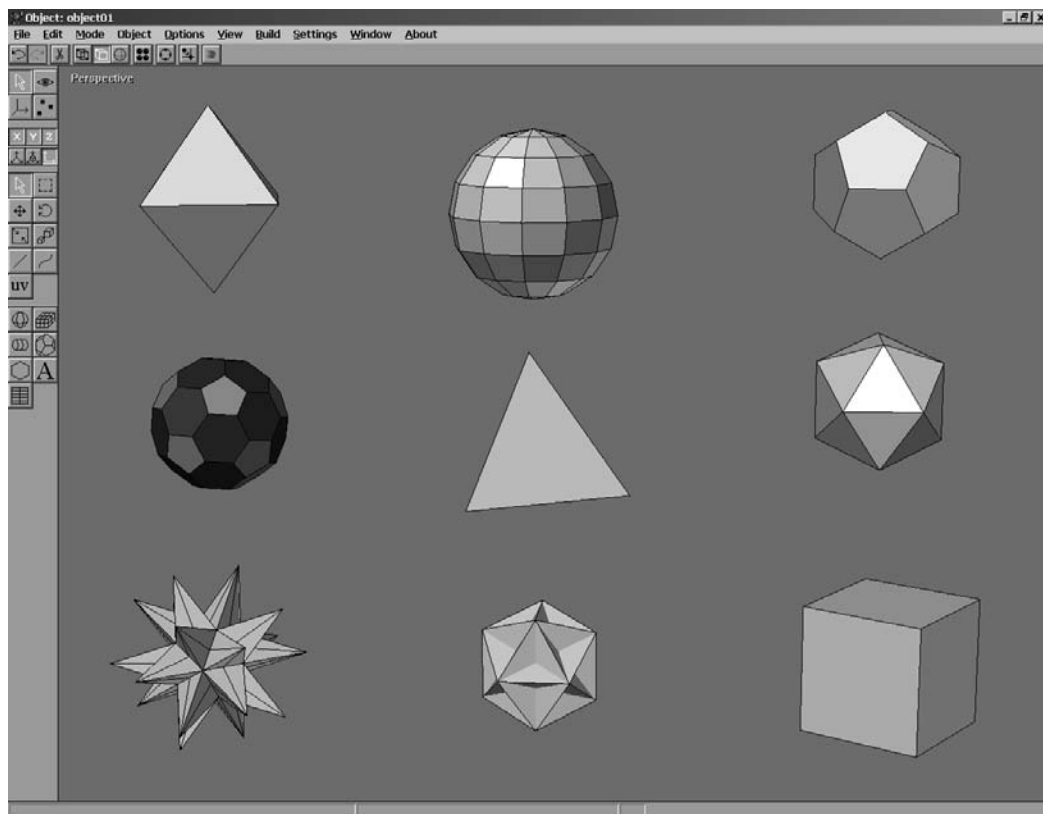 Object: object01
File Edit Mode Object Options View Build Settings Window About
Perspective
X Y Z
uv
A